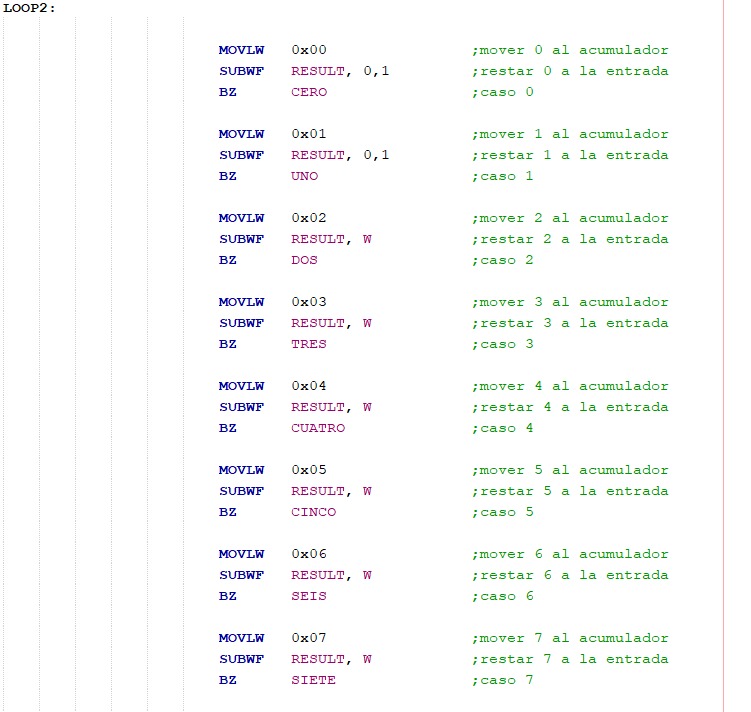 LOOP2:
MOVLW 0x00 ;mover 0 al acumulador
SUBWF RESULT, 0,1 ;restar 0 a la entrada
BZ CERO ;caso 0
MOVLW 0x01 ;mover 1 al acumulador
SUBWF RESULT, 0,1 ;restar 1 a la entrada
BZ UNO ;caso 1
MOVLW 0x02 ;mover 2 al acumulador
SUBWF RESULT, W ;restar 2 a la entrada
BZ DOS ;caso 2
MOVLW 0x03 ;mover 3 al acumulador
SUBWF RESULT, W ;restar 3 a la entrada
BZ TRES ;caso 3
MOVLW 0x04 ;mover 4 al acumulador
SUBWF RESULT, W ;restar 4 a la entrada
BZ CUATRO ;caso 4
MOVLW 0x05 ;mover 5 al acumulador
SUBWF RESULT, W ;restar 5 a la entrada
BZ CINCO ;caso 5
MOVLW 0x06 ;mover 6 al acumulador
SUBWF RESULT, W ;restar 6 a la entrada
BZ SEIS ;caso 6
MOVLW 0x07 ;mover 7 al acumulador
SUBWF RESULT, W ;restar 7 a la entrada
BZ SIETE ;caso 7